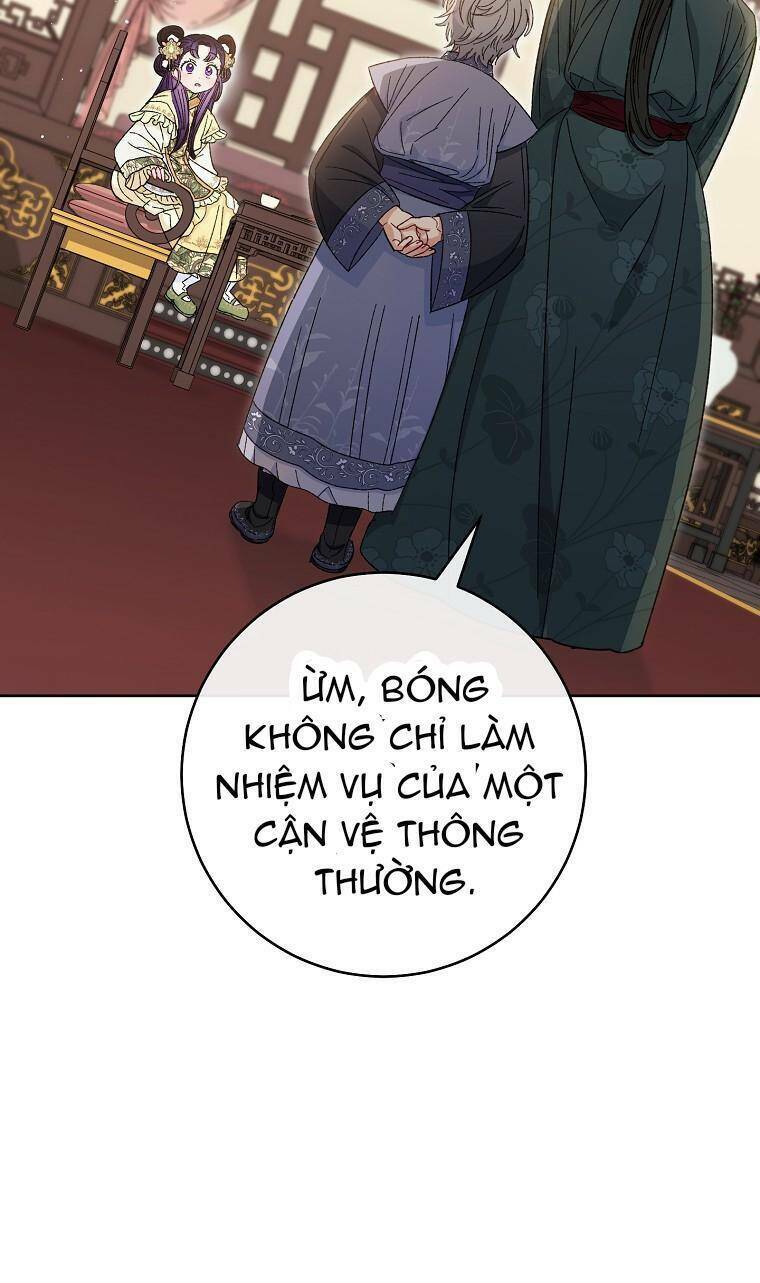 ỪM, BÓNG
KHÔNG CHỈ LÀM
NHIỆM VỤ CỦA MỘT
CẬN VỆ THÔNG
THƯỜNG.